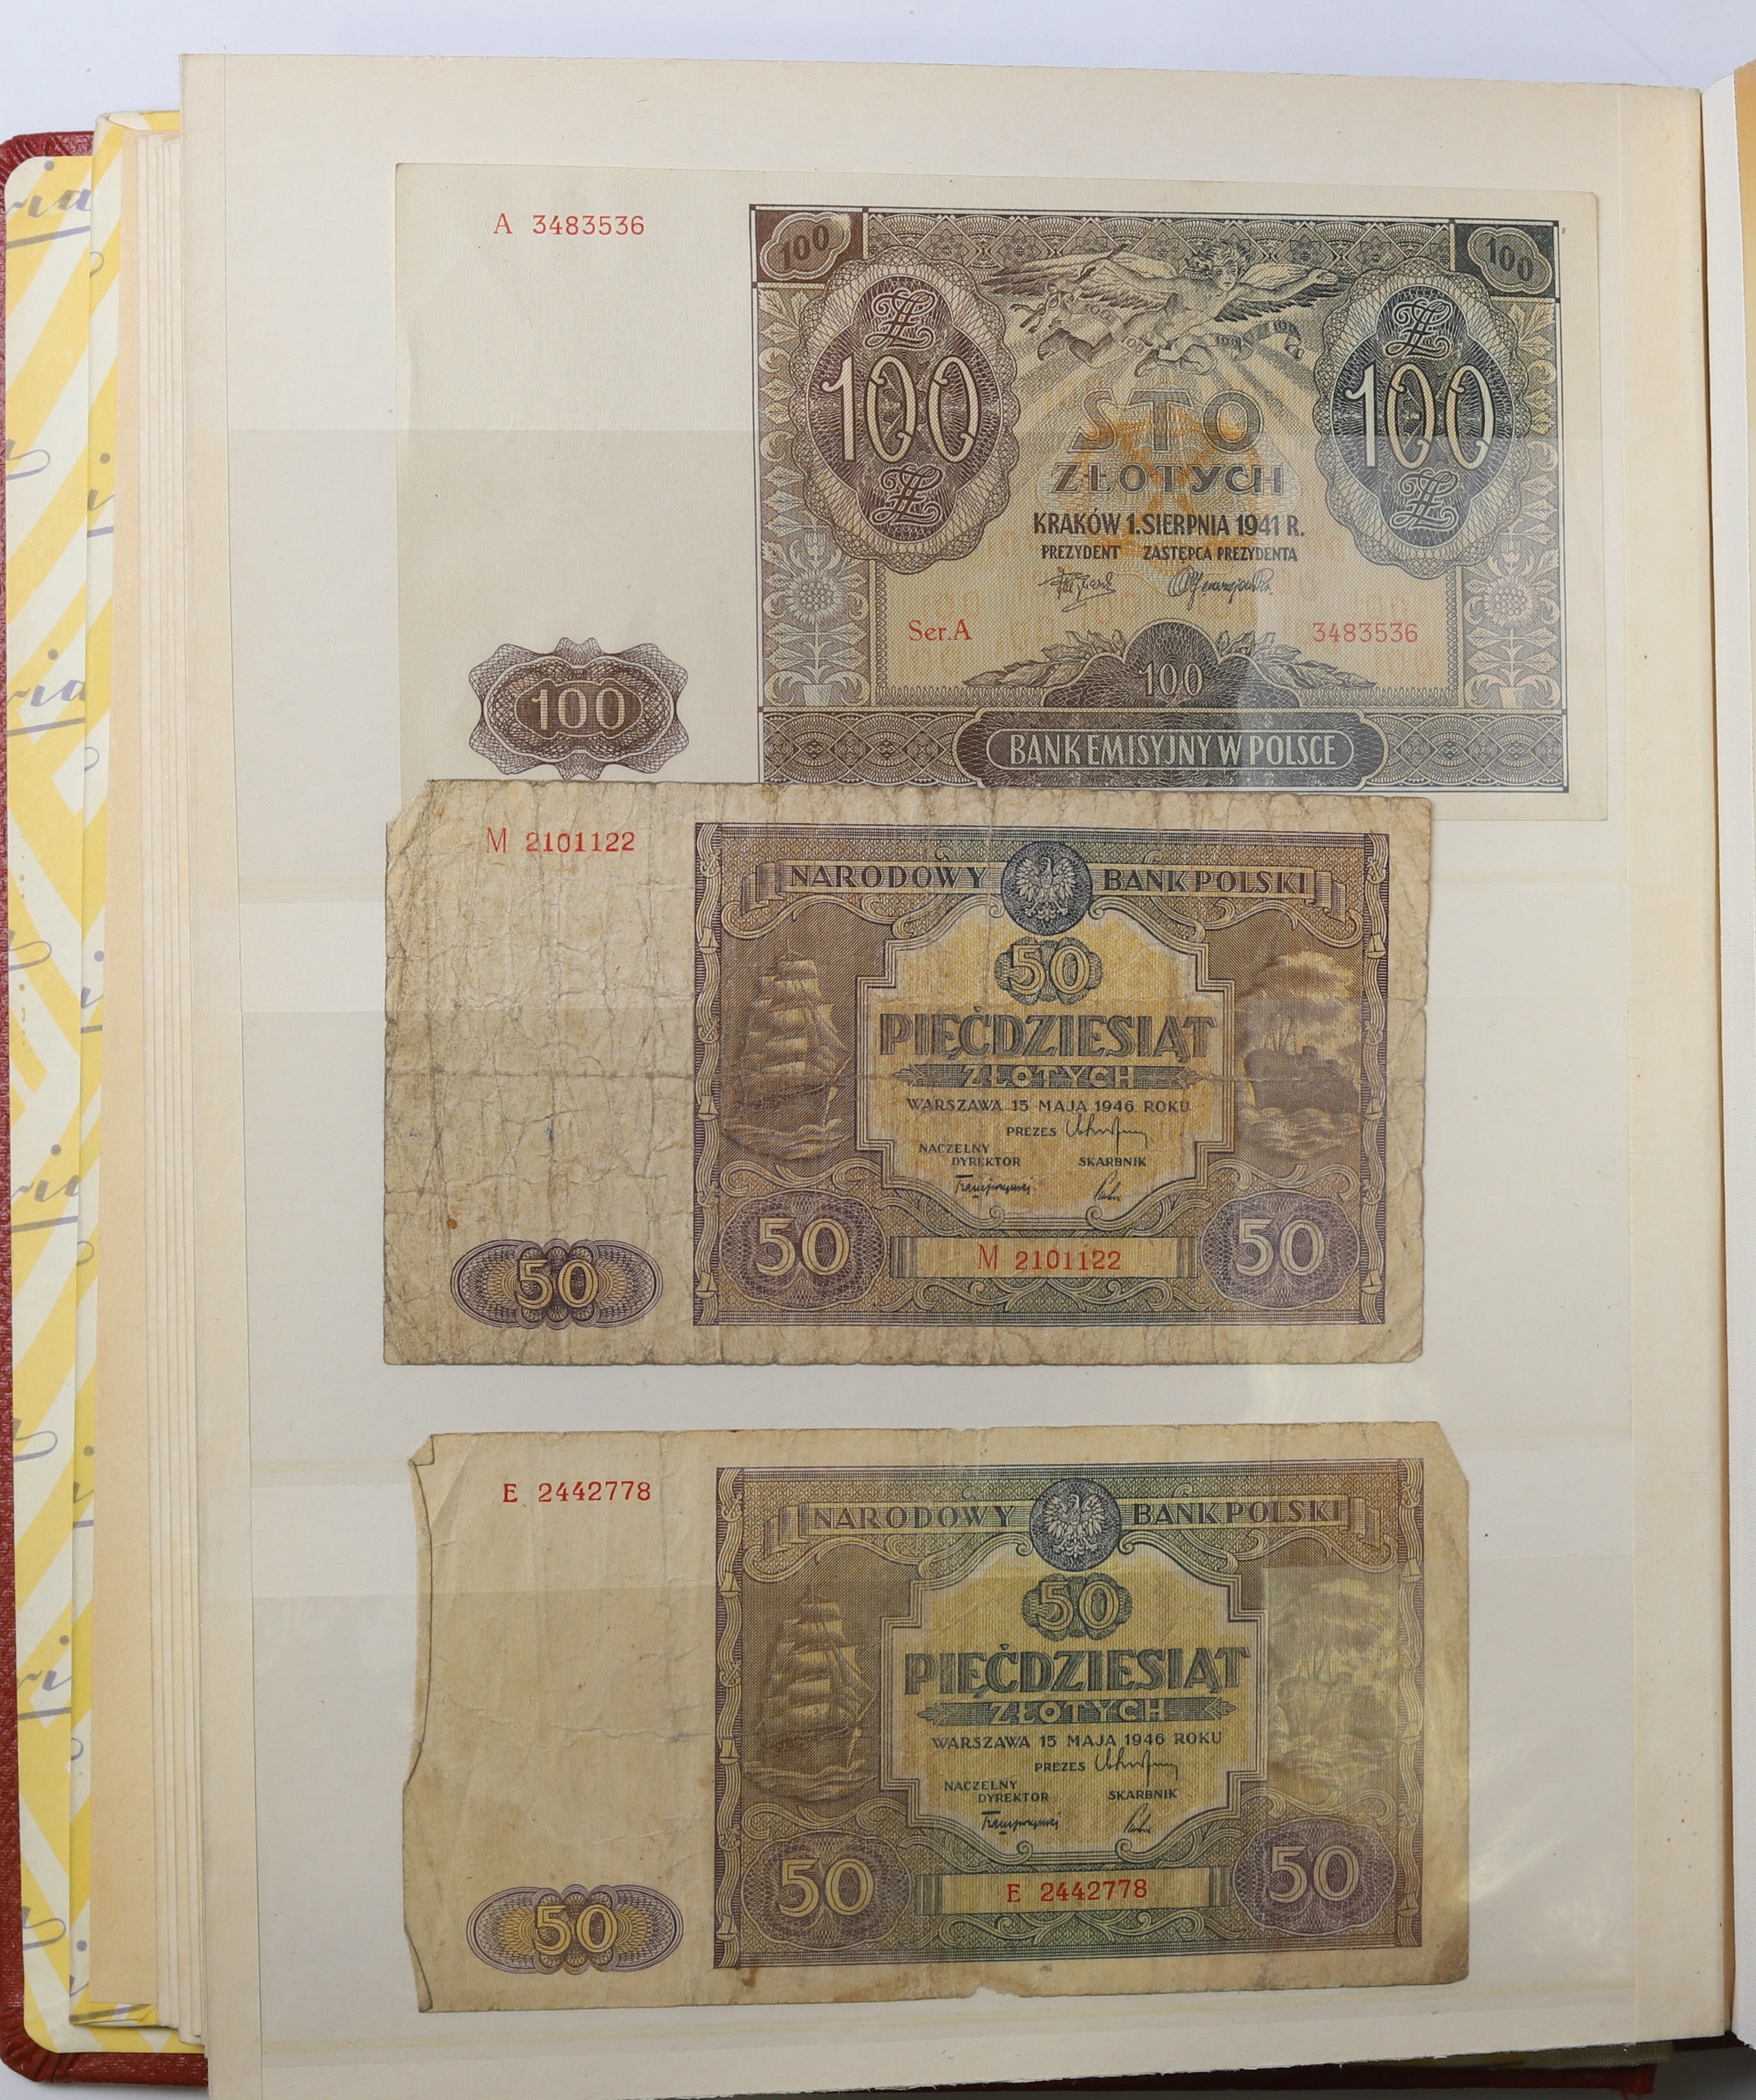 A 3483536
100
100
100
100
STO
ZŁOTYCH
KRAKÓW 1. SIERPNIA 1941 R.
PREZYDENT ZASTĘPCA PREZYDENTA
Ser.A 3483536
100
100
BANK EMISYJNY W POLSCE
M 2101122
NARODOWY BANK POLSKI
50
PIĘĆDZIESIĄT
ZŁOTYCH
WARSZAWA 15 MAJA 1946 ROKU
PREZES
NACZELNY
DYREKTOR SKARBNIK
50 50
M 2101122
50
E 2442778
NARODOWY BANK POLSKI
50
PIĘĆDZIESIĄT
ZŁOTYCH
WARSZAWA 15 MAJA 1946 ROKU
PREZES
NACZELNY
DYREKTOR SKARBNIK
50 50
E 2442778
50